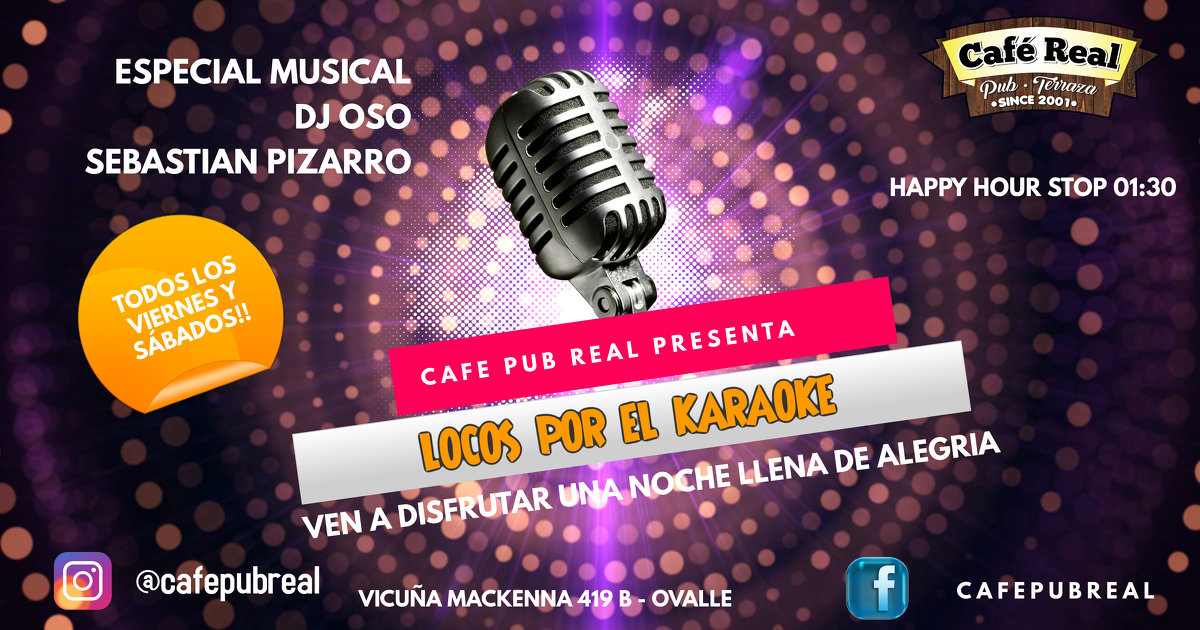 ESPECIAL MUSICAL
DJ OSO
SEBASTIAN PIZARRO
Café Real
Pub · Terraza
•SINCE 2001•
HAPPY HOUR STOP 01:30
TODOS LOS
VIERNES Y
SÁBADOS!!
CAFE PUB REAL PRESENTA
LOCOS POR EL KARAOKE
VEN A DISFRUTAR UNA NOCHE LLENA DE ALEGRIA
@cafepubreal
VICUÑA MACKENNA 419 B - OVALLE
f
CAFEPUBREAL